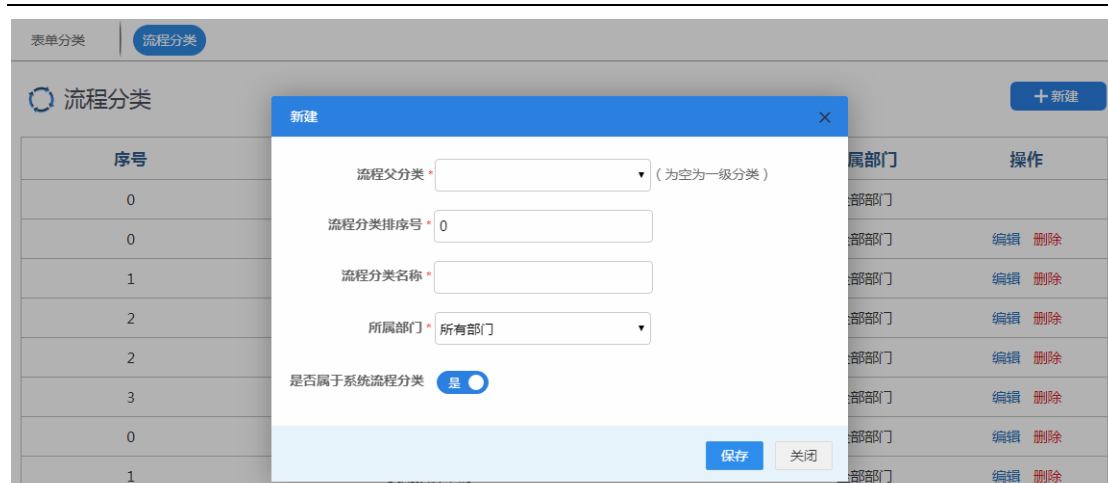 表单分类 流程分类
流程分类 +新建
新建 ×
序号 属部门 操作
流程父分类 * (为空为一级分类)
0 部部门
流程分类排序号 * 0
0 部部门 编辑 删除
流程分类名称 *
1 部部门 编辑 删除
所属部门 * 所有部门
2 部部门 编辑 删除
2 部部门 编辑 删除
是否属于系统流程分类 是
3 部部门 编辑 删除
0 部部门 编辑 删除
保存 关闭
1 部部门 编辑 删除